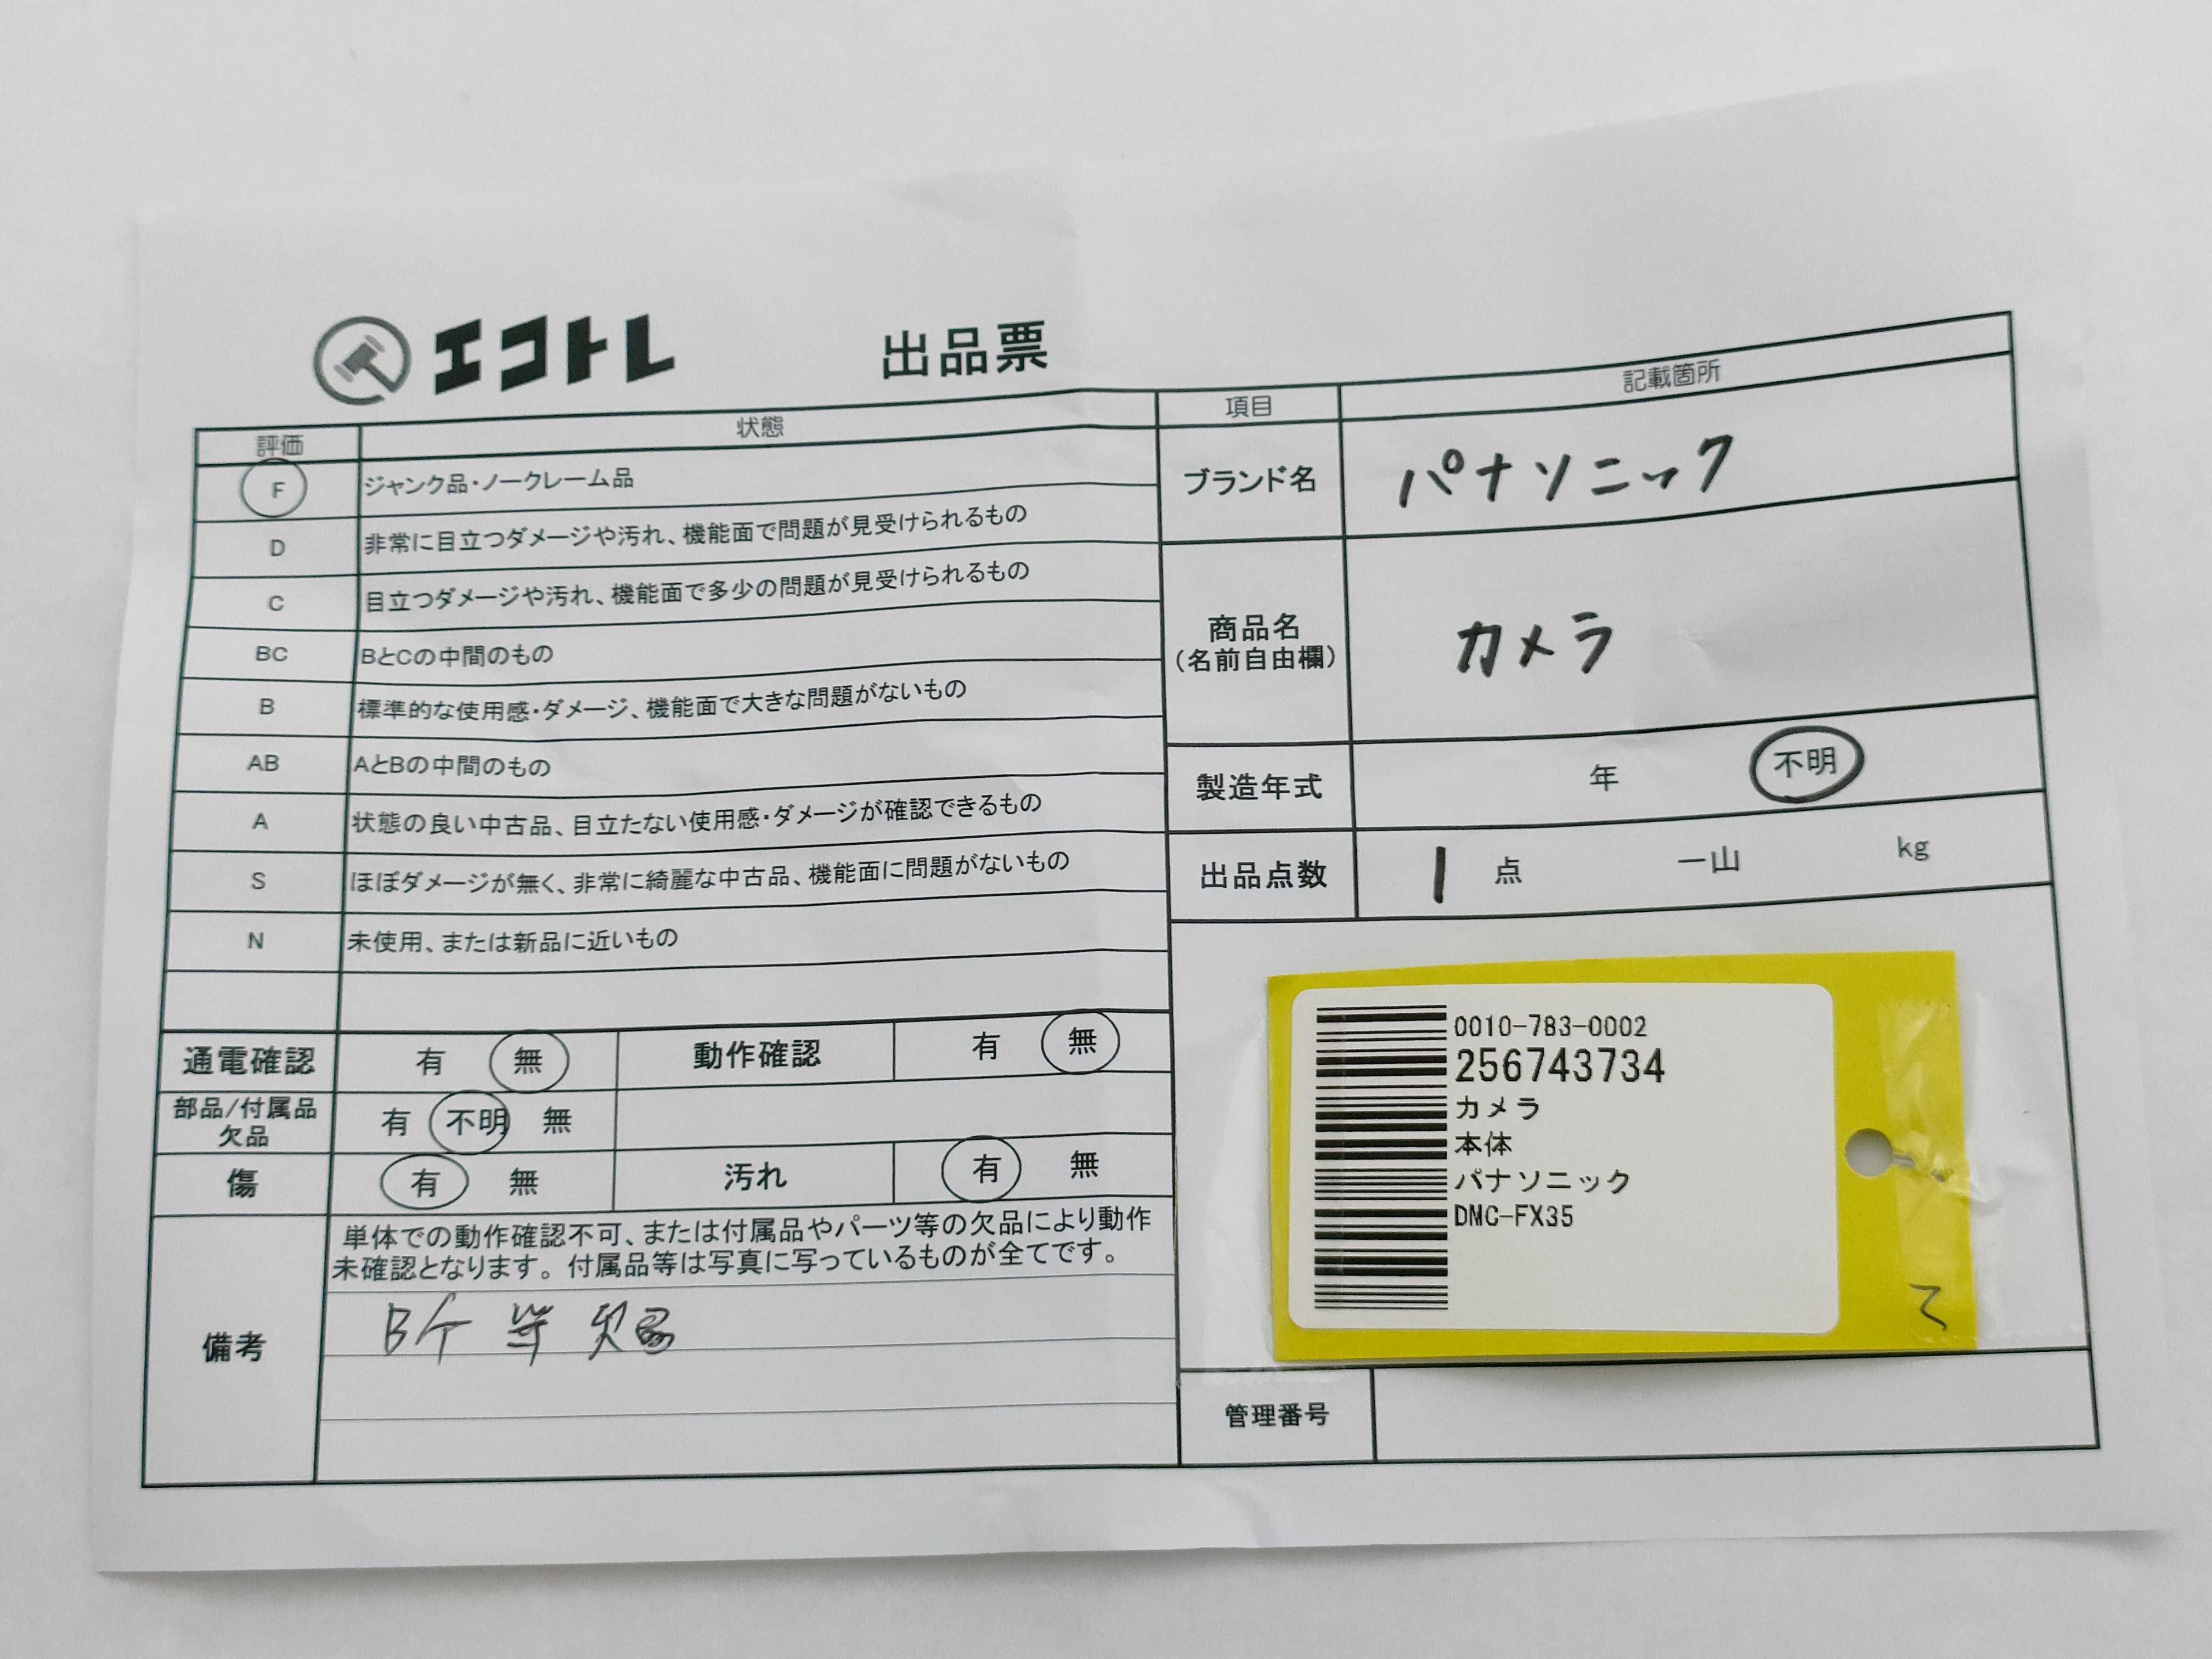 エコトレ 出品票
評価 状態
F ジャンク品・ノークレーム品
D 非常に目立つダメージや汚れ、機能面で問題が見受けられるもの
C 目立つダメージや汚れ、機能面で多少の問題が見受けられるもの
BC BとCの中間のもの
B 標準的な使用感・ダメージ、機能面で大きな問題がないもの
AB AとBの中間のもの
A 状態の良い中古品、目立たない使用感・ダメージが確認できるもの
S ほぼダメージが無く、非常に綺麗な中古品、機能面に問題がないもの
N 未使用、または新品に近いもの
通電確認 有 無 動作確認 有 無
部品/付属品
欠品 有 不明 無
傷 有 無 汚れ 有 無
備考
単体での動作確認不可、または付属品やパーツ等の欠品により動作
未確認となります。付属品等は写真に写っているものが全てです。
等
項目 記載箇所
ブランド名 パナソニック
商品名
(名前自由欄) カメラ
製造年式 年 不明
出品点数 1 点 一山 kg
0010-783-0002
256743734
カメラ
本体
パナソニック
DMC-FX35
て
管理番号